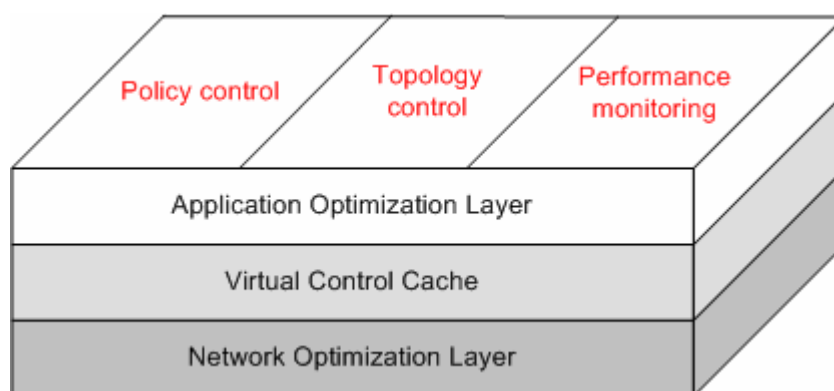 Policy control
Topology
control
Performance
monitoring
Application Optimization Layer
Virtual Control Cache
Network Optimization Layer